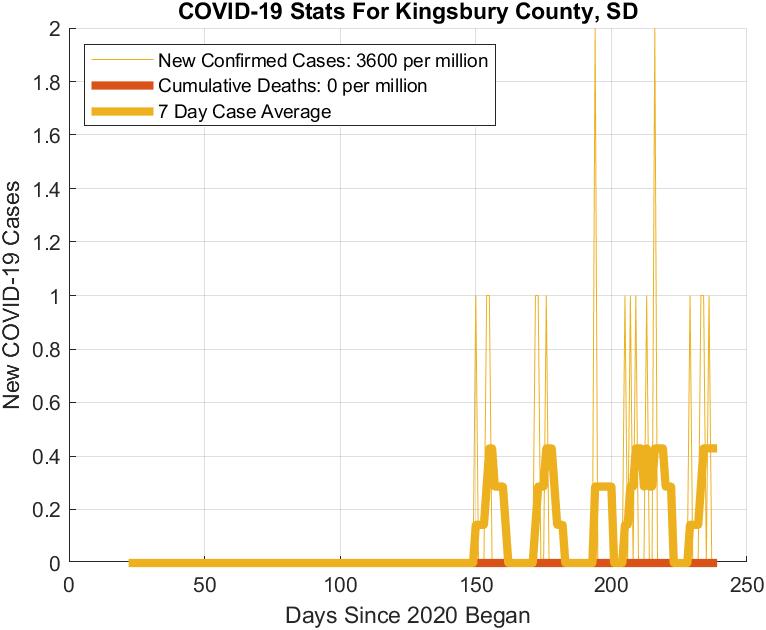 COVID-19 Stats For Kingsbury County, SD
New Confirmed Cases: 3600 per million
Cumulative Deaths: 0 per million
7 Day Case Average
New COVID-19 Cases
2
1.8
1.6
1.4
1.2
1
0.8
0.6
0.4
0.2
0
0 50 100 150 200 250
Days Since 2020 Began